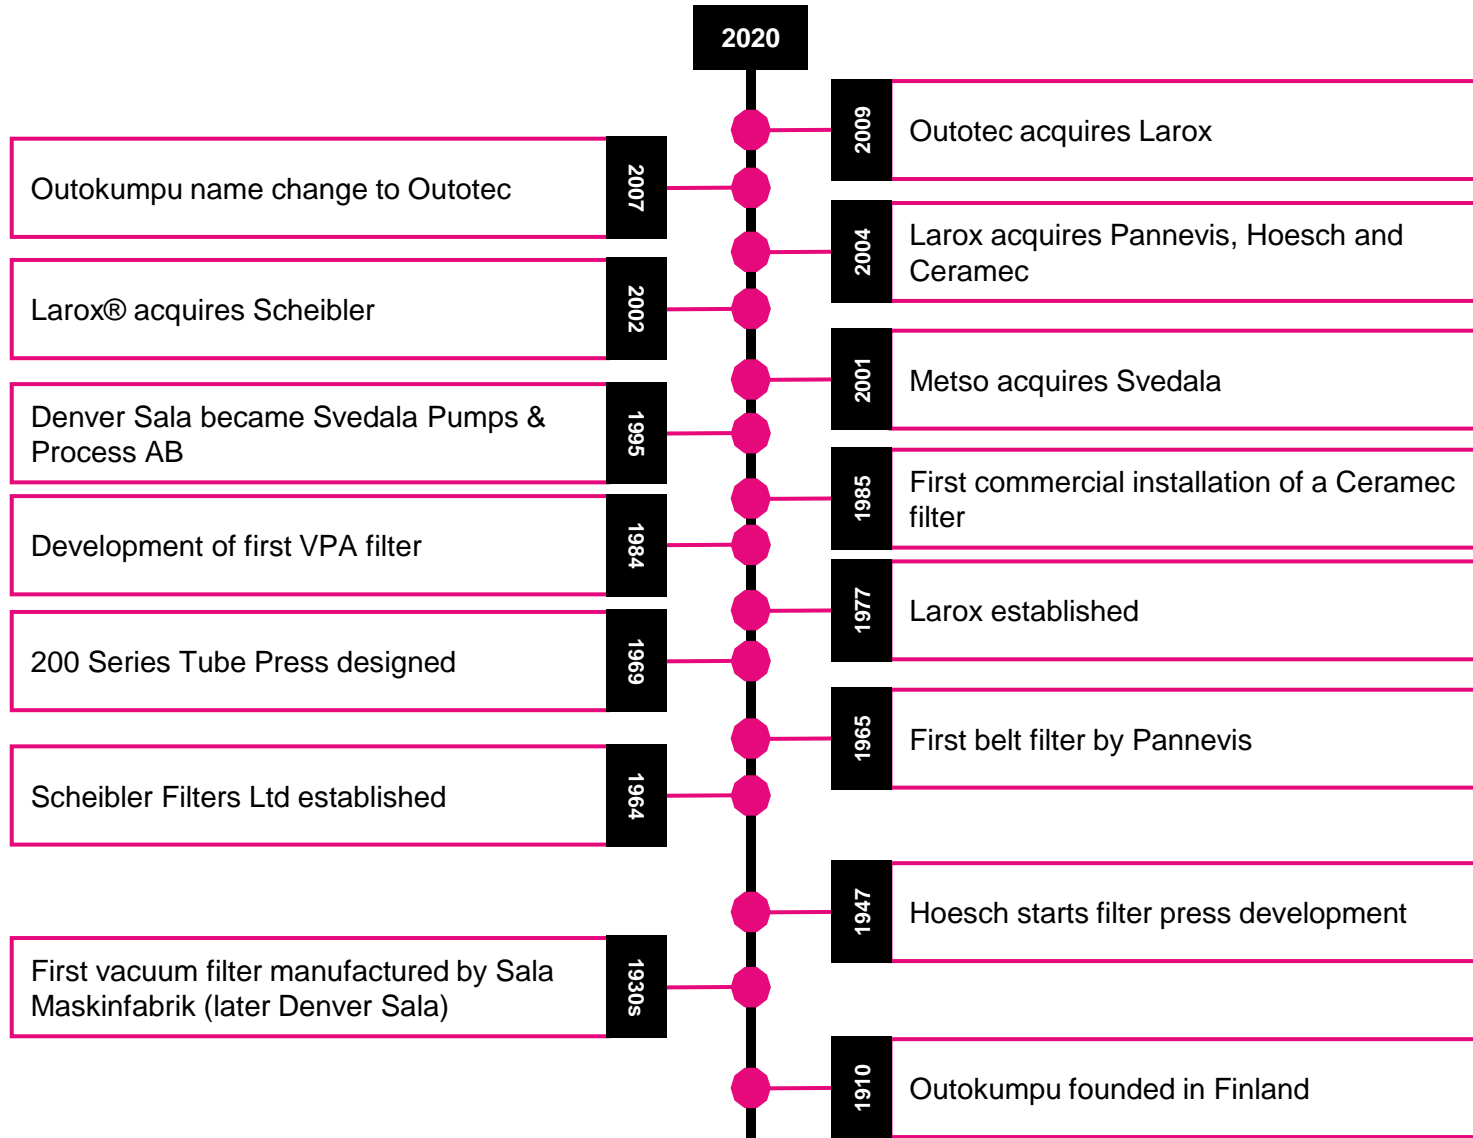 2020
2009
Outotec acquires Larox
2007
Outokumpu name change to Outotec
2004
Larox acquires Pannevis, Hoesch and
Ceramec
2002
Larox® acquires Scheibler
2001
Metso acquires Svedala
1995
Denver Sala became Svedala Pumps &
Process AB
1985
First commercial installation of a Ceramec
filter
1984
Development of first VPA filter
1977
Larox established
1969
200 Series Tube Press designed
1965
First belt filter by Pannevis
1964
Scheibler Filters Ltd established
1947
Hoesch starts filter press development
1930s
First vacuum filter manufactured by Sala
Maskinfabrik (later Denver Sala)
1910
Outokumpu founded in Finland